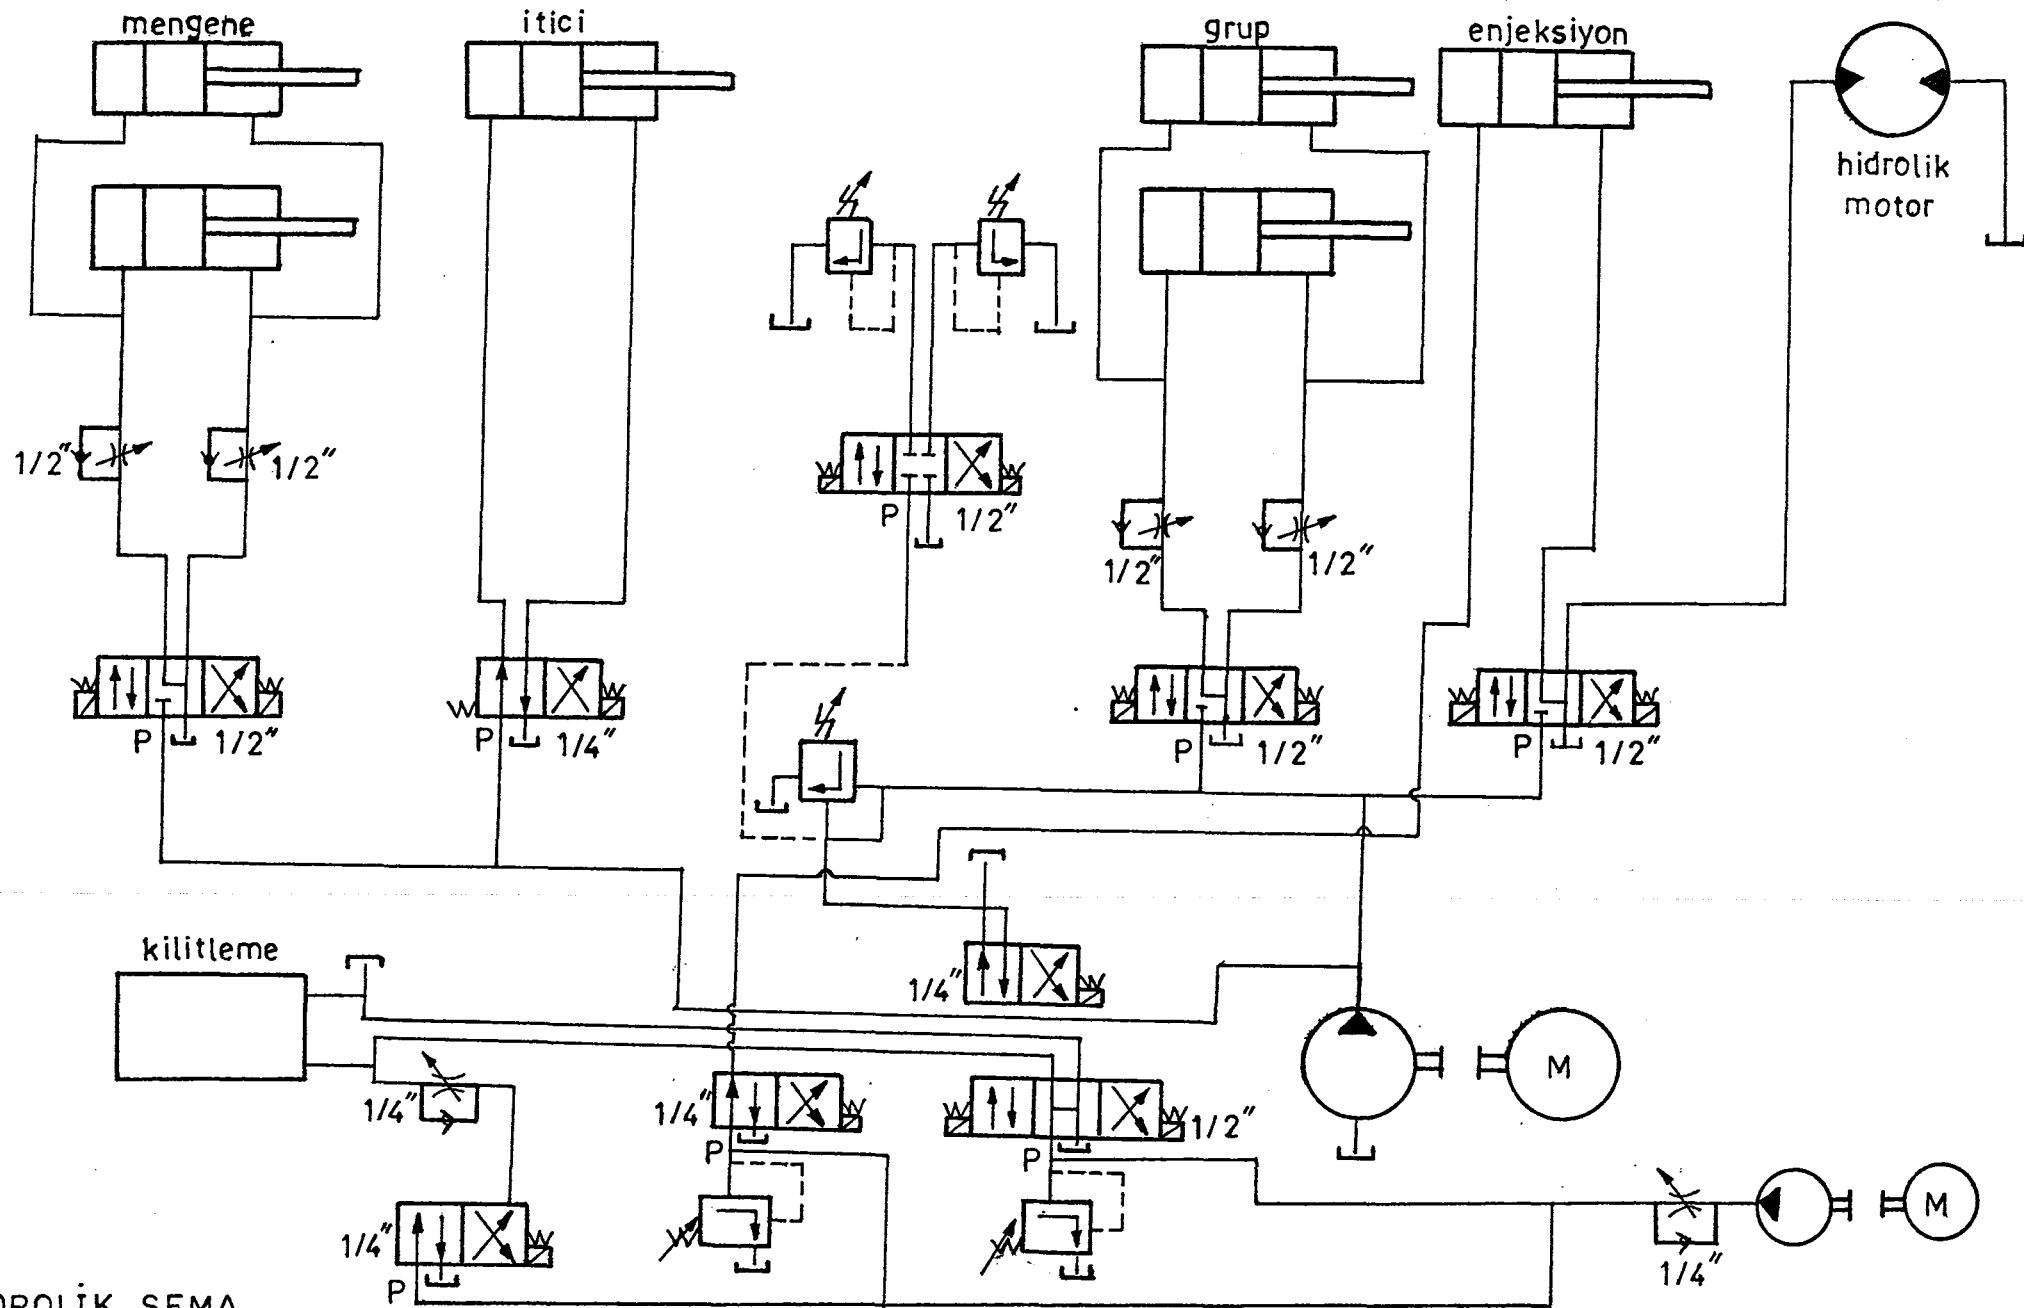 mengene
itici
grup
enjeksiyon
hidrolik
motor
1/2"
1/2"
P
1/2"
1/2"
1/2"
P
1/2"
P
1/4"
P
1/2"
P
1/2"
kilitleme
1/4"
M
1/4"
1/4"
P
P
1/2"
1/4"
P
M
1/4"
ŞEMA